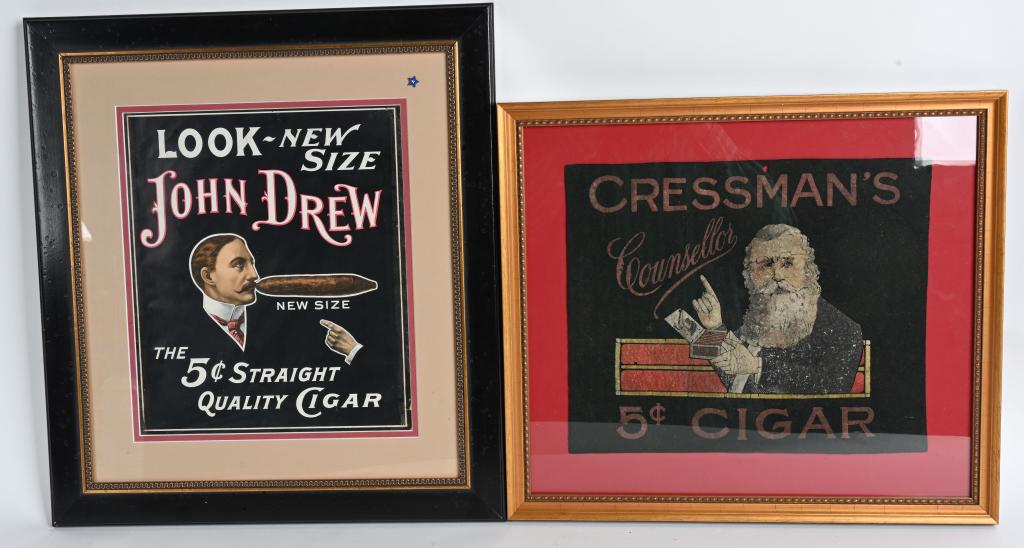 LOOK ~ NEW
SIZE
JOHN DREW
NEW SIZE
THE
5¢ STRAIGHT
QUALITY CIGAR
CRESSMAN'S
Counsellor
5¢ CIGAR